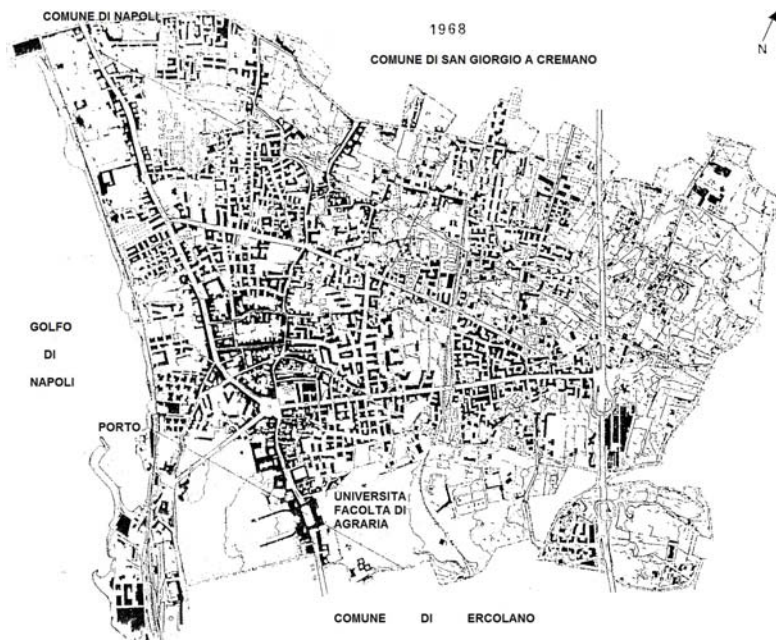 COMUNE DI NAPOLI
1968
COMUNE DI SAN GIORGIO A CREMANO
N
GOLFO
DI
NAPOLI
PORTO
UNIVERSITA
FACOLTA DI
AGRARIA
COMUNE DI ERCOLANO